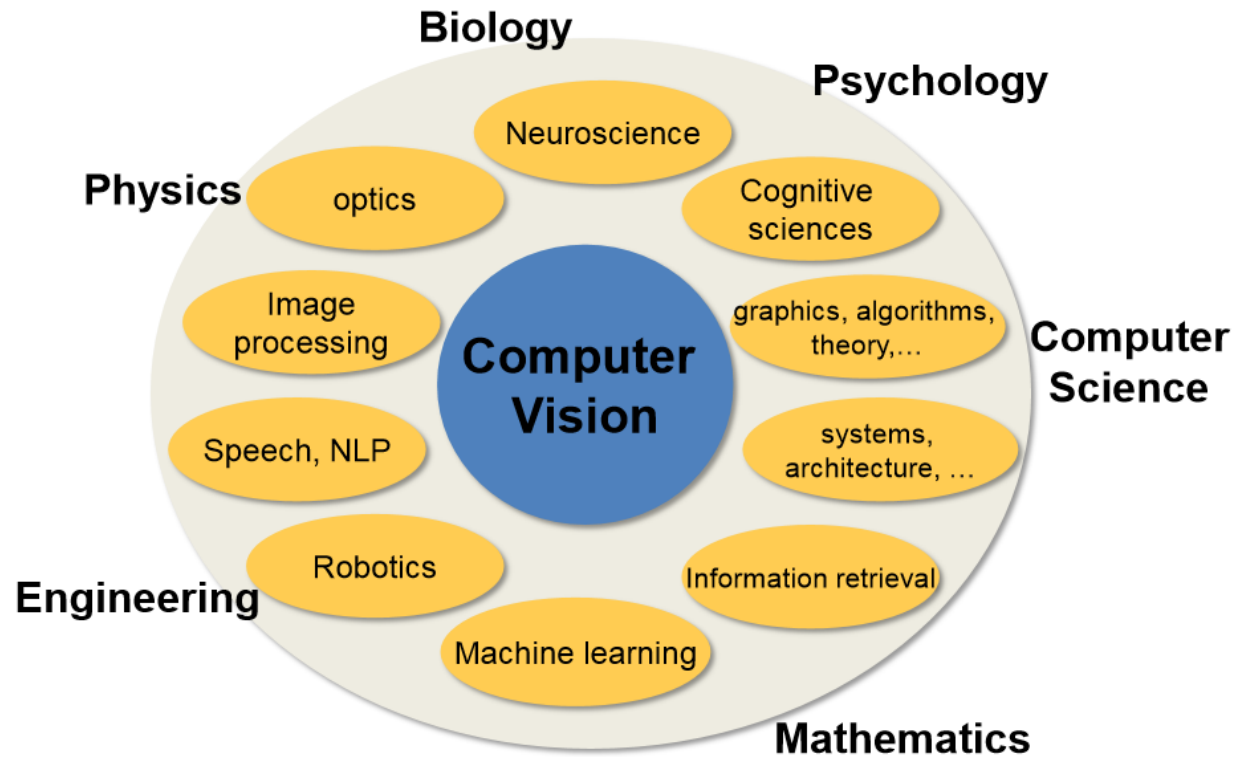 Biology
Psychology
Neuroscience
Physics
optics
Cognitive
sciences
Image
processing
Computer
Vision
graphics, algorithms,
theory,...
Computer
Science
Speech, NLP
systems,
architecture, ...
Engineering
Robotics
Information retrieval
Machine learning
Mathematics